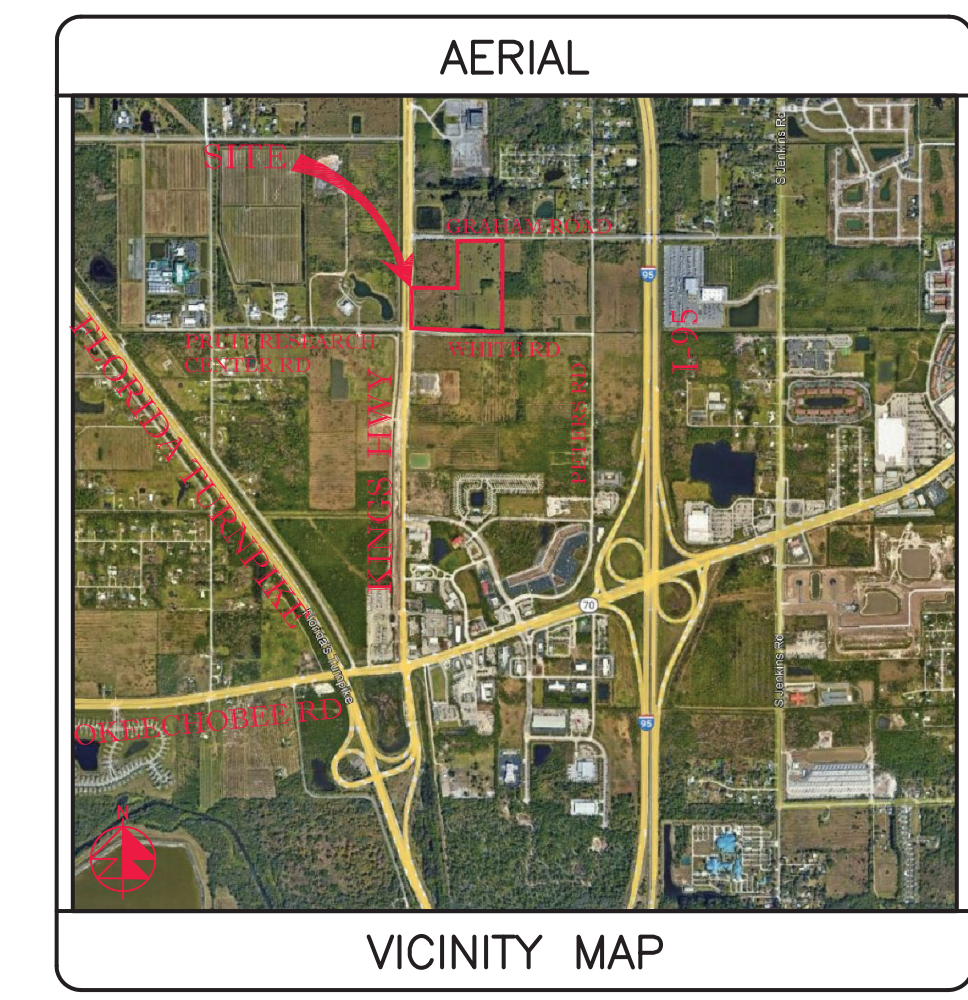 AERIAL
S Jenkins Rd
SITE
GRAHAM ROAD
95
I-95
PRETI RESEARCH
CENTER RD
WHITE RD
FLORIDA TURNPIKE
KINGS HWY
PETERS RD
70
Florida's Turnpike
S Jenkins Rd
OKEECHOBEE RD
95
N
VICINITY MAP